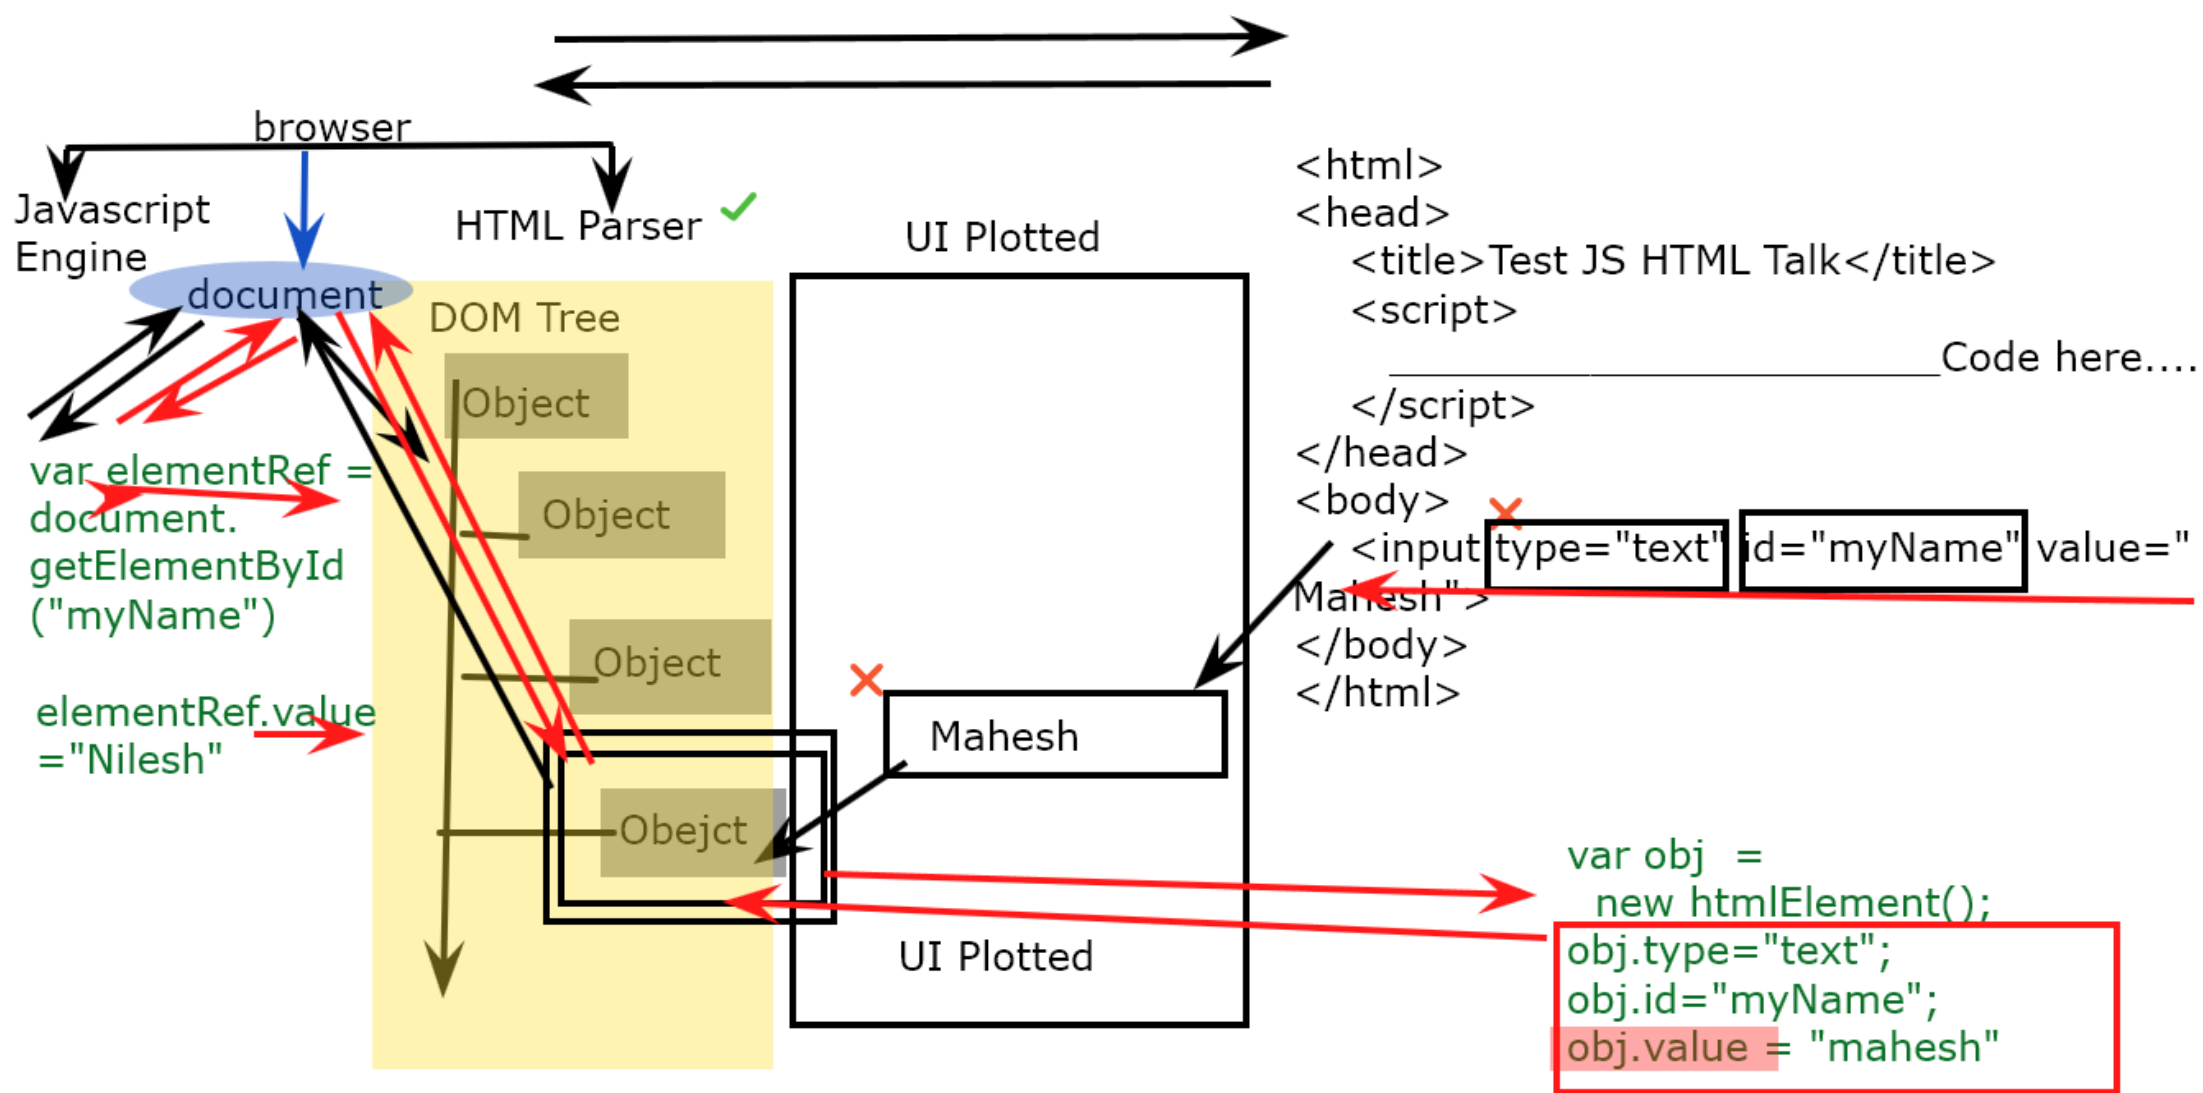 browser
Javascript
Engine
HTML Parser
document
DOM Tree
Object
Object
Object
Obejct
var elementRef =
document.
getElementById
("myName")
elementRef.value
="Nilesh"
UI Plotted
Mahesh
UI Plotted
<html>
<head>
<title>Test JS HTML Talk</title>
<script>
__________________________Code here....
</script>
</head>
<body>
<input type="text" id="myName" value="
Mahesh">
</body>
</html>
var obj =
new htmlElement();
obj.type="text";
obj.id="myName";
obj.value = "mahesh"